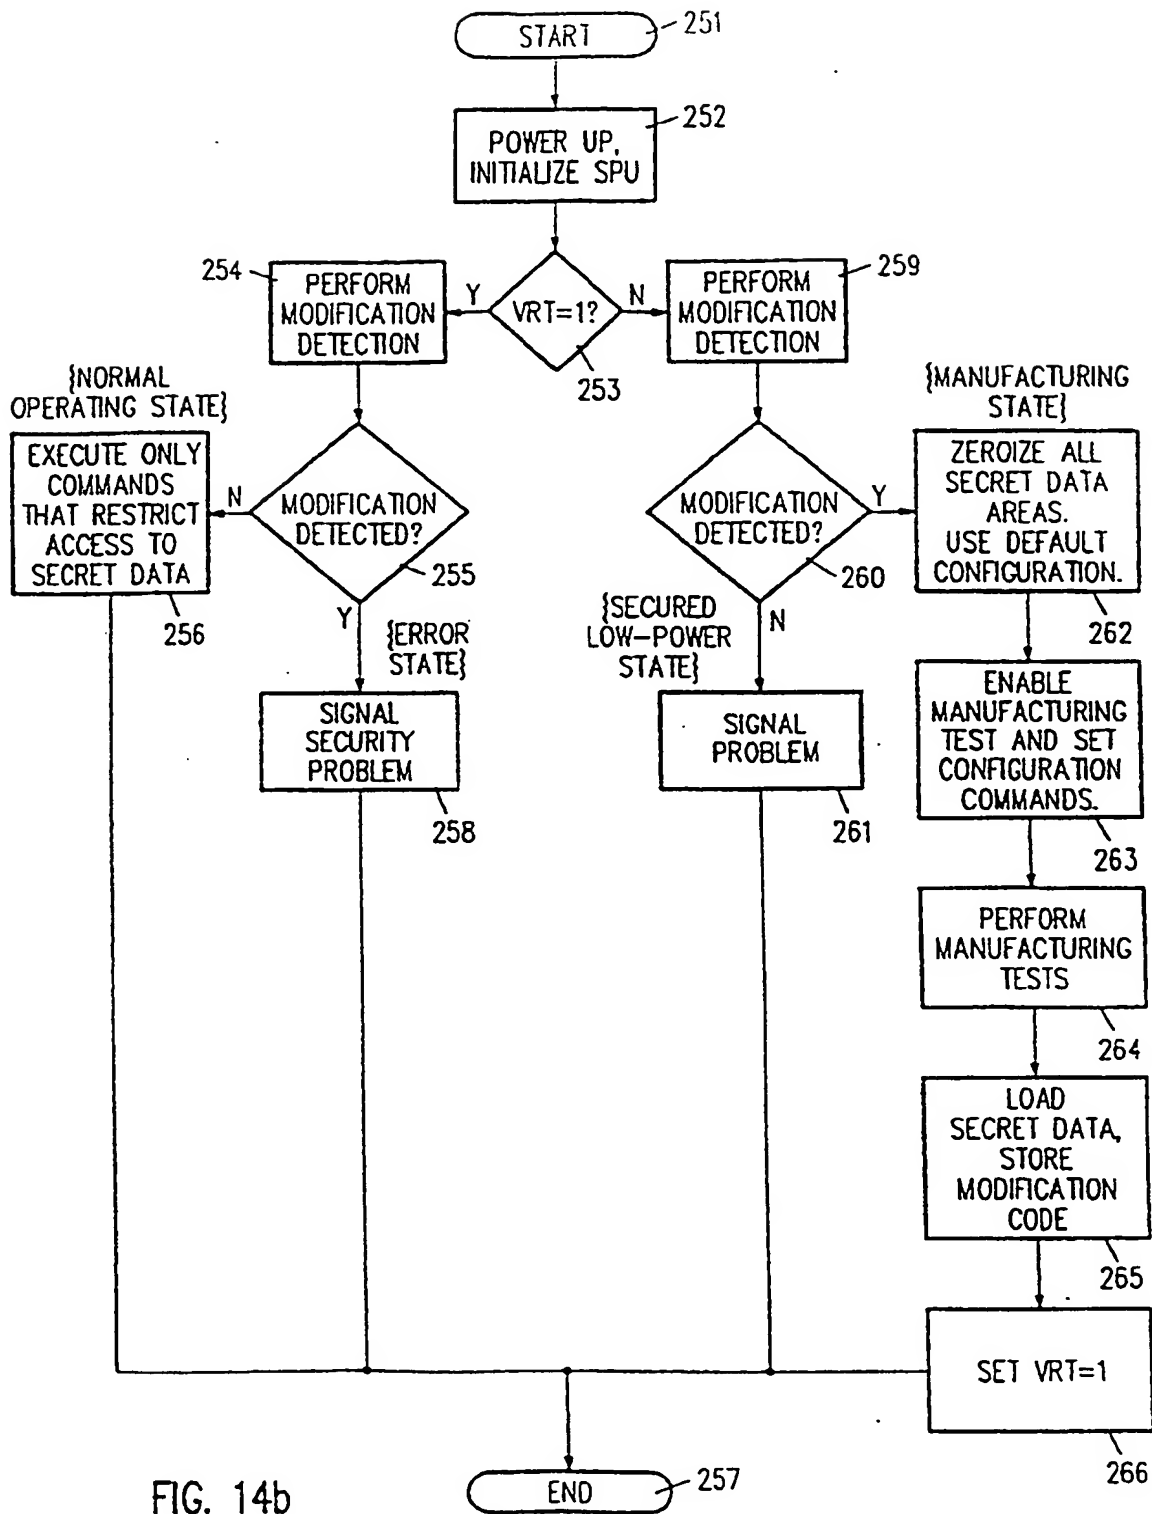 START
251
252
POWER UP,
INITIALIZE SPU
254
PERFORM
MODIFICATION
DETECTION
Y
VRT=1?
N
253
PERFORM
MODIFICATION
DETECTION
259
{NORMAL
OPERATING STATE}
EXECUTE ONLY
COMMANDS
THAT RESTRICT
ACCESS TO
SECRET DATA
256
N
MODIFICATION
DETECTED?
255
Y
{ERROR
STATE}
SIGNAL
SECURITY
PROBLEM
258
MODIFICATION
DETECTED?
260
Y
N
{SECURED
LOW-POWER
STATE}
SIGNAL
PROBLEM
261
{MANUFACTURING
STATE}
ZEROIZE ALL
SECRET DATA
AREAS.
USE DEFAULT
CONFIGURATION.
262
ENABLE
MANUFACTURING
TEST AND SET
CONFIGURATION
COMMANDS.
263
PERFORM
MANUFACTURING
TESTS
264
LOAD
SECRET DATA,
STORE
MODIFICATION
CODE
265
SET VRT=1
266
END
257
FIG. 14b